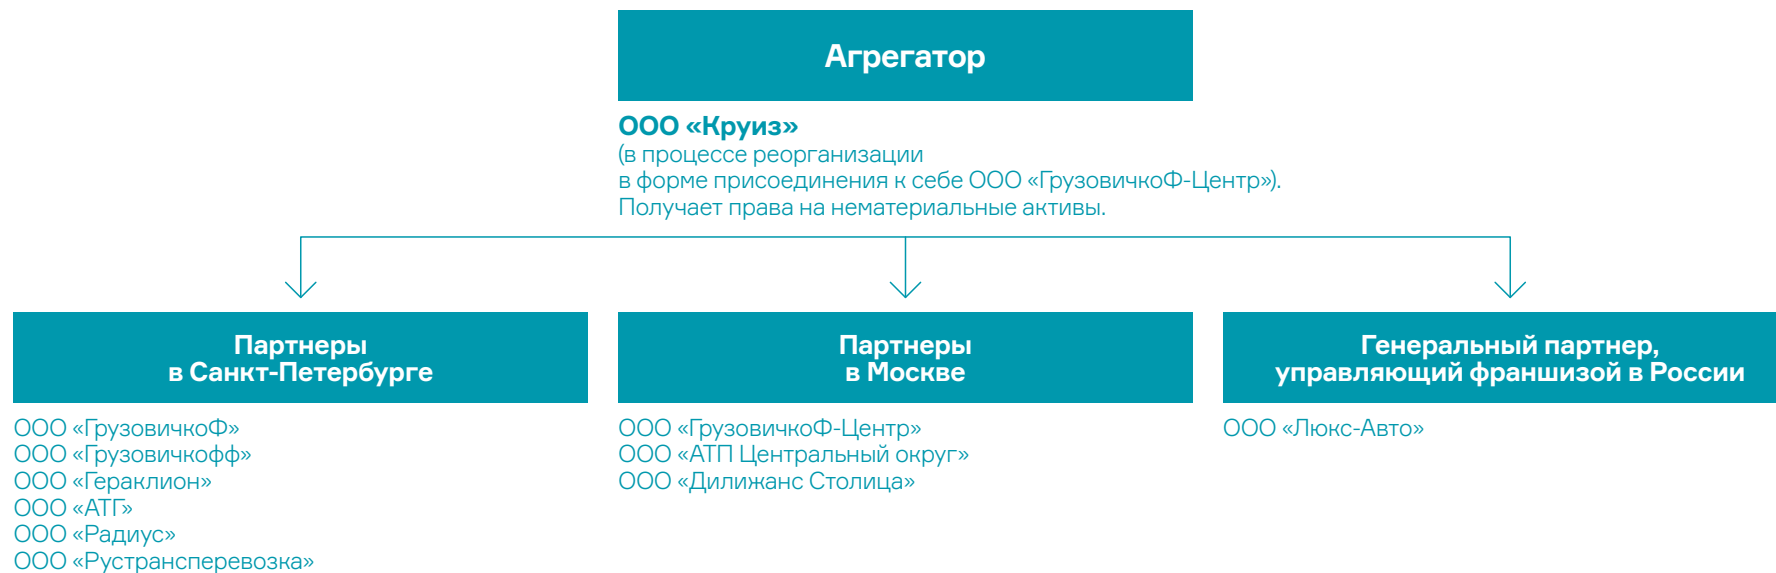 Агрегатор
ООО «Круиз»
(в процессе реорганизации
в форме присоединения к себе ООО «ГрузовичкоФ-Центр»).
Получает права на нематериальные активы.
Партнеры
в Санкт-Петербурге
ООО «ГрузовичкоФ»
ООО «Грузовичкофф»
ООО «Гераклион»
ООО «АТГ»
ООО «Радиус»
ООО «Рустрансперевозка»
Партнеры
в Москве
ООО «ГрузовичкоФ-Центр»
ООО «АТП Центральный округ»
ООО «Дилижанс Столица»
Генеральный партнер,
управляющий франшизой в России
ООО «Люкс-Авто»